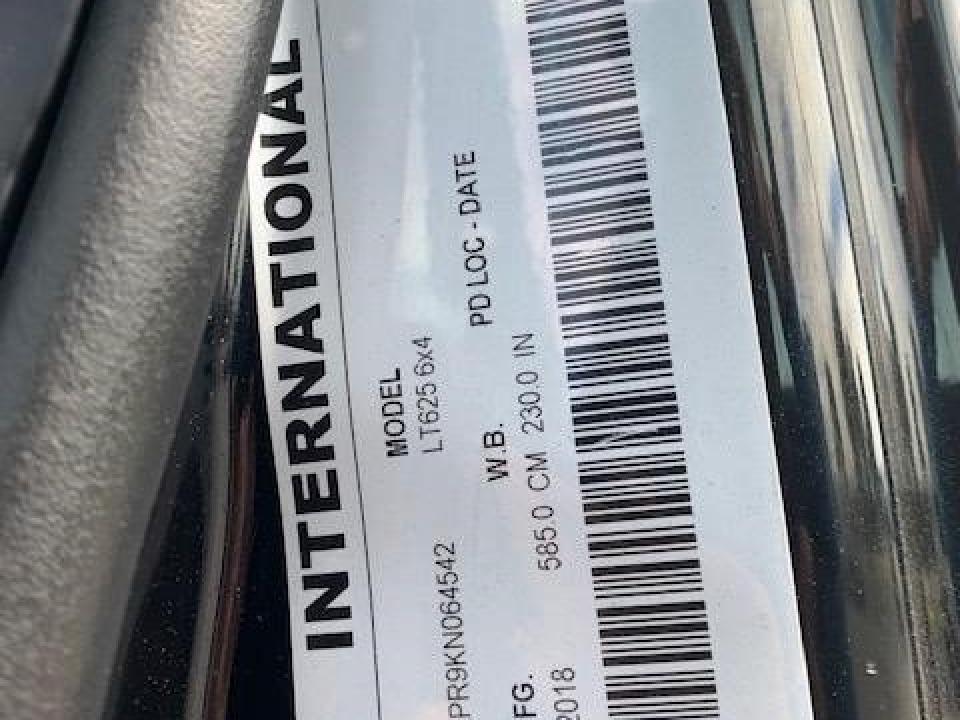 INTERNATIONAL
MODEL
LT625 6x4
PR9KN064542
PD LOC - DATE
W.B.
FG.
585.0 CM 230.0 IN
2018